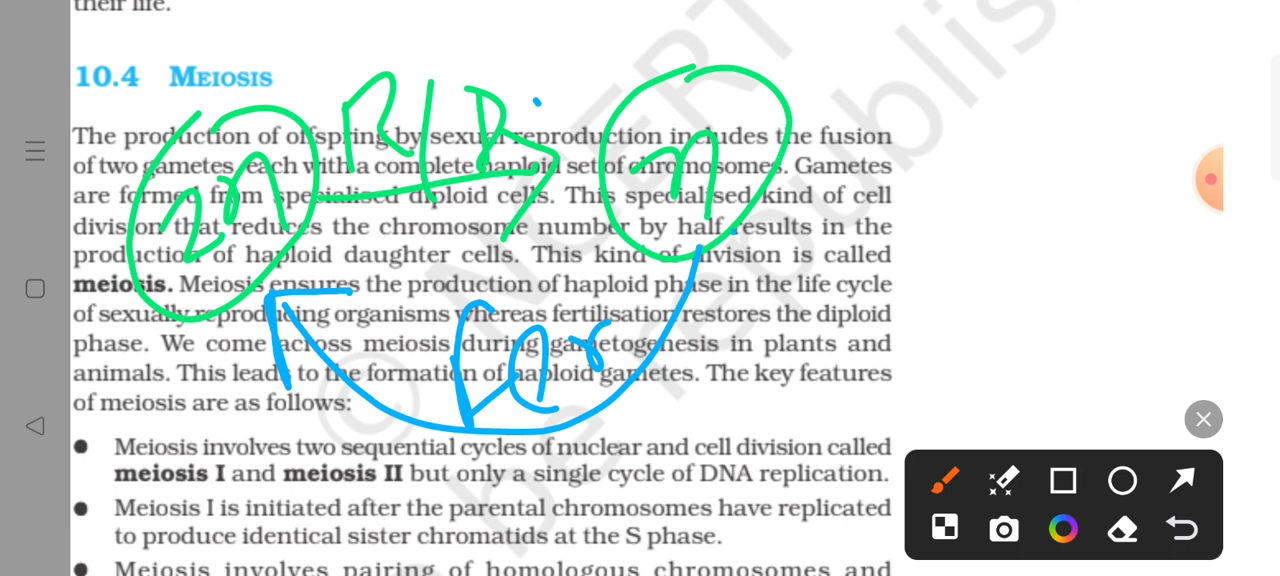 their life.
10.4 MEIOSIS
The production of offspring by sexual reproduction includes the fusion
of two gametes, each with a complete haploid set of chromosomes. Gametes
are formed from specialised diploid cells. This specialised kind of cell
division that reduces the chromosome number by half results in the
production of haploid daughter cells. This kind of division is called
meiosis. Meiosis ensures the production of haploid phase in the life cycle
of sexually reproducing organisms whereas fertilisation restores the diploid
phase. We come across meiosis during gametogenesis in plants and
animals. This leads to the formation of haploid gametes. The key features
of meiosis are as follows:
● Meiosis involves two sequential cycles of nuclear and cell division called
meiosis I and meiosis II but only a single cycle of DNA replication.
● Meiosis I is initiated after the parental chromosomes have replicated
to produce identical sister chromatids at the S phase.
● Meiosis involves pairing of homologous chromosomes and
2n
R/D
n
© NCERT
be republis